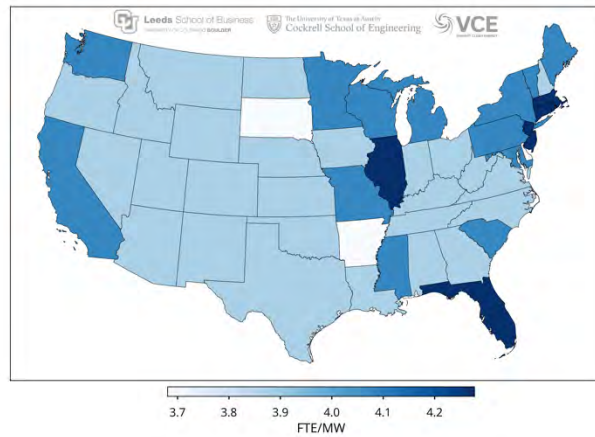 Leeds School of Business
The University of Texas at Austin
Cockrell School of Engineering
VCE
3.7 3.8 3.9 4.0 4.1 4.2
FTE/MW